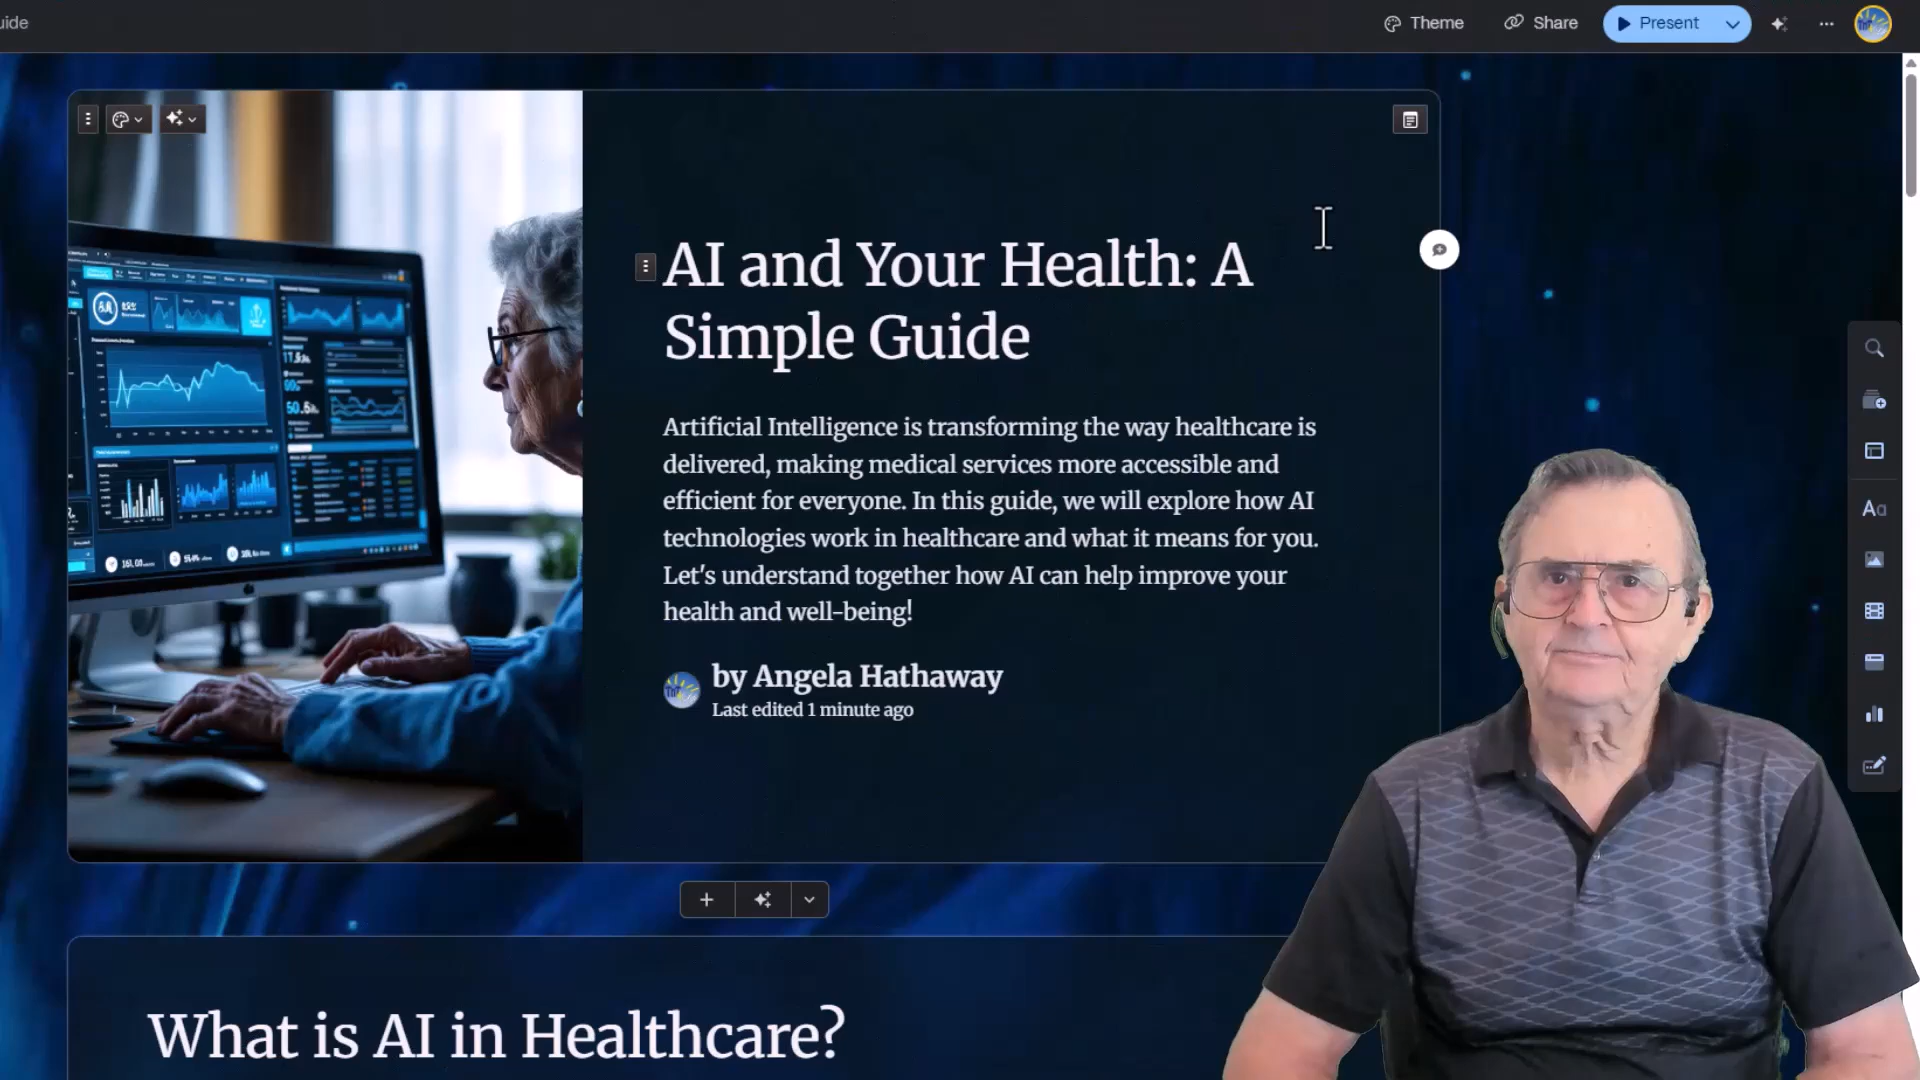 uide
Theme
Share
Present
AI and Your Health: A
Simple Guide
Artificial Intelligence is transforming the way healthcare is
delivered, making medical services more accessible and
efficient for everyone. In this guide, we will explore how AI
technologies work in healthcare and what it means for you.
Let's understand together how AI can help improve your
health and well-being!
by Angela Hathaway
Last edited 1 minute ago
Aa
What is AI in Healthcare?